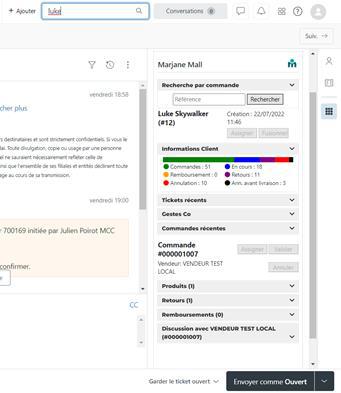 + Ajouter
luke
Conversations 0
Suiv. →
vendredi 18:58
cher plus
s destinataires et sont strictement confidentiels. Si vous le
lai. Toute divulgation, copie ou usage par une personne
el ne sauraient nécessairement refléter celle de
ainsi que l'ensemble de ses filiales et entités déclinent toute
age au cours de sa transmission.
vendredi 19:00
r 700169 initiée par Julien Poirot MCC
confirmer.
CC
Marjane Mall
Recherche par commande
Référence
Rechercher
Luke Skywalker
(#12)
Création : 22/07/2022
11:46
Assigner
Fusionner
Informations Client
Commandes : 51
En cours : 18
Remboursement : 0
Retours : 11
Annulation : 10
Ann. avant livraison : 3
Tickets récents
Gestes Co
Commandes récentes
Commande
#000001007
Assigner
Valider
Vendeur: VENDEUR TEST
LOCAL
Annuler
Produits (1)
Retours (1)
Remboursements (0)
Discussion avec VENDEUR TEST LOCAL
(#000001007)
Garder le ticket ouvert
Envoyer comme Ouvert